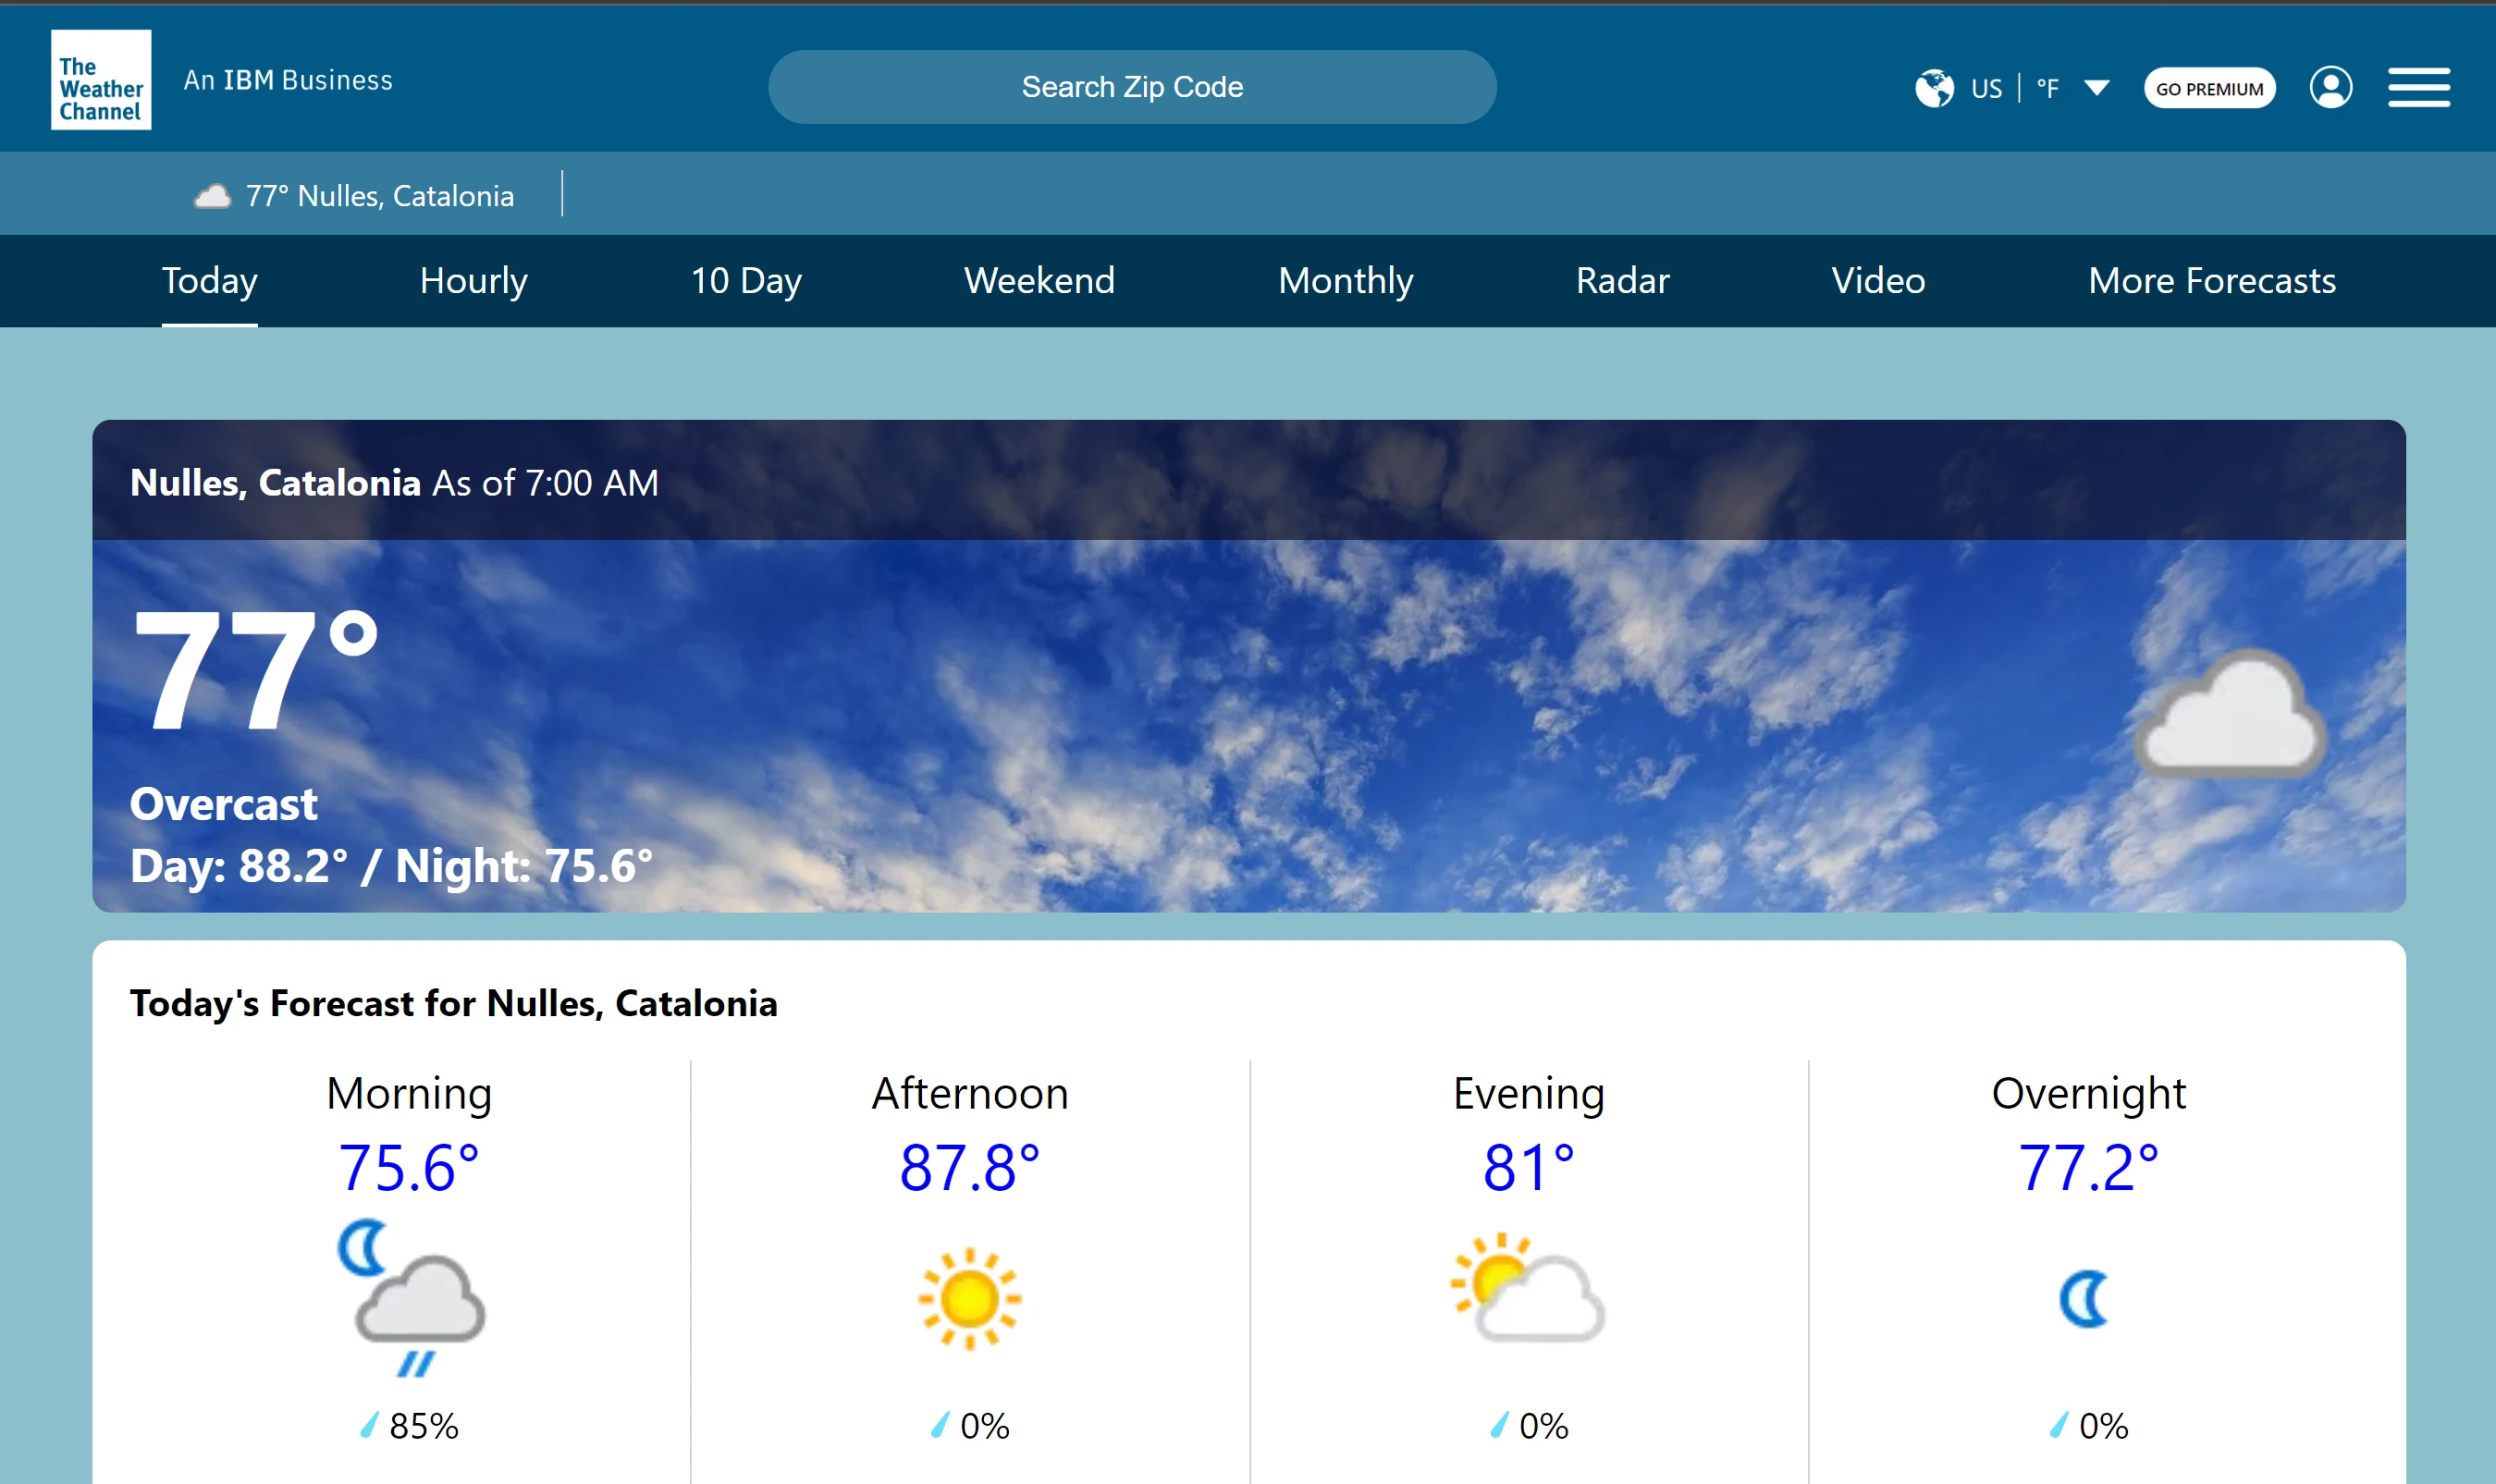 The
Weather
Channel
An IBM Business
Search Zip Code
US | °F
GO PREMIUM
77° Nulles, Catalonia
Today Hourly 10 Day Weekend Monthly Radar Video More Forecasts
Nulles, Catalonia As of 7:00 AM
77°
Overcast
Day: 88.2° / Night: 75.6°
Today's Forecast for Nulles, Catalonia
Morning Afternoon Evening Overnight
75.6° 87.8° 81° 77.2°
85% 0% 0% 0%